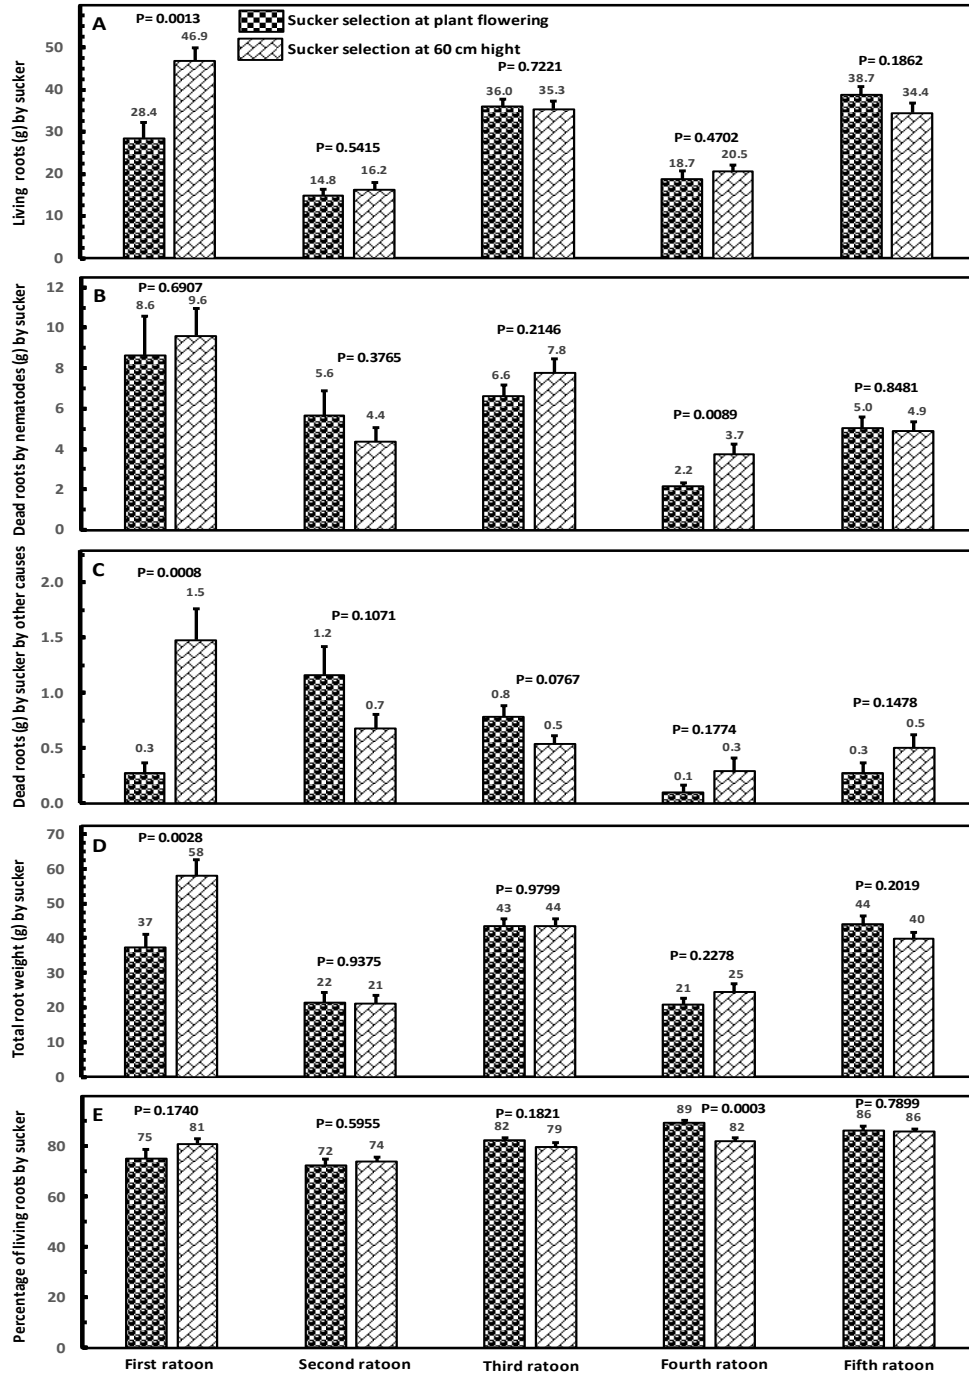 A
P= 0.0013
Sucker selection at plant flowering
Sucker selection at 60 cm hight
Living roots (g) by sucker
50
40
30
20
10
0
28.4
46.9
P= 0.5415
14.8
16.2
P= 0.7221
36.0
35.3
P= 0.4702
18.7
20.5
P= 0.1862
38.7
34.4
B
Dead roots by nematodes (g) by sucker
12
10
8
6
4
2
0
P= 0.6907
8.6
9.6
P= 0.3765
5.6
4.4
P= 0.2146
6.6
7.8
P= 0.0089
2.2
3.7
P= 0.8481
5.0
4.9
C
Dead roots (g) by sucker by other causes
2.0
1.5
1.0
0.5
0.0
P= 0.0008
0.3
1.5
P= 0.1071
1.2
0.7
P= 0.0767
0.8
0.5
P= 0.1774
0.1
0.3
P= 0.1478
0.3
0.5
D
Total root weight (g) by sucker
70
60
50
40
30
20
10
0
P= 0.0028
37
58
P= 0.9375
22
21
P= 0.9799
43
44
P= 0.2278
21
25
P= 0.2019
44
40
E
Percentage of living roots by sucker
80
60
40
20
0
P= 0.1740
75
81
P= 0.5955
72
74
P= 0.1821
82
79
P= 0.0003
89
82
P= 0.7899
86
86
First ratoon
Second ratoon
Third ratoon
Fourth ratoon
Fifth ratoon